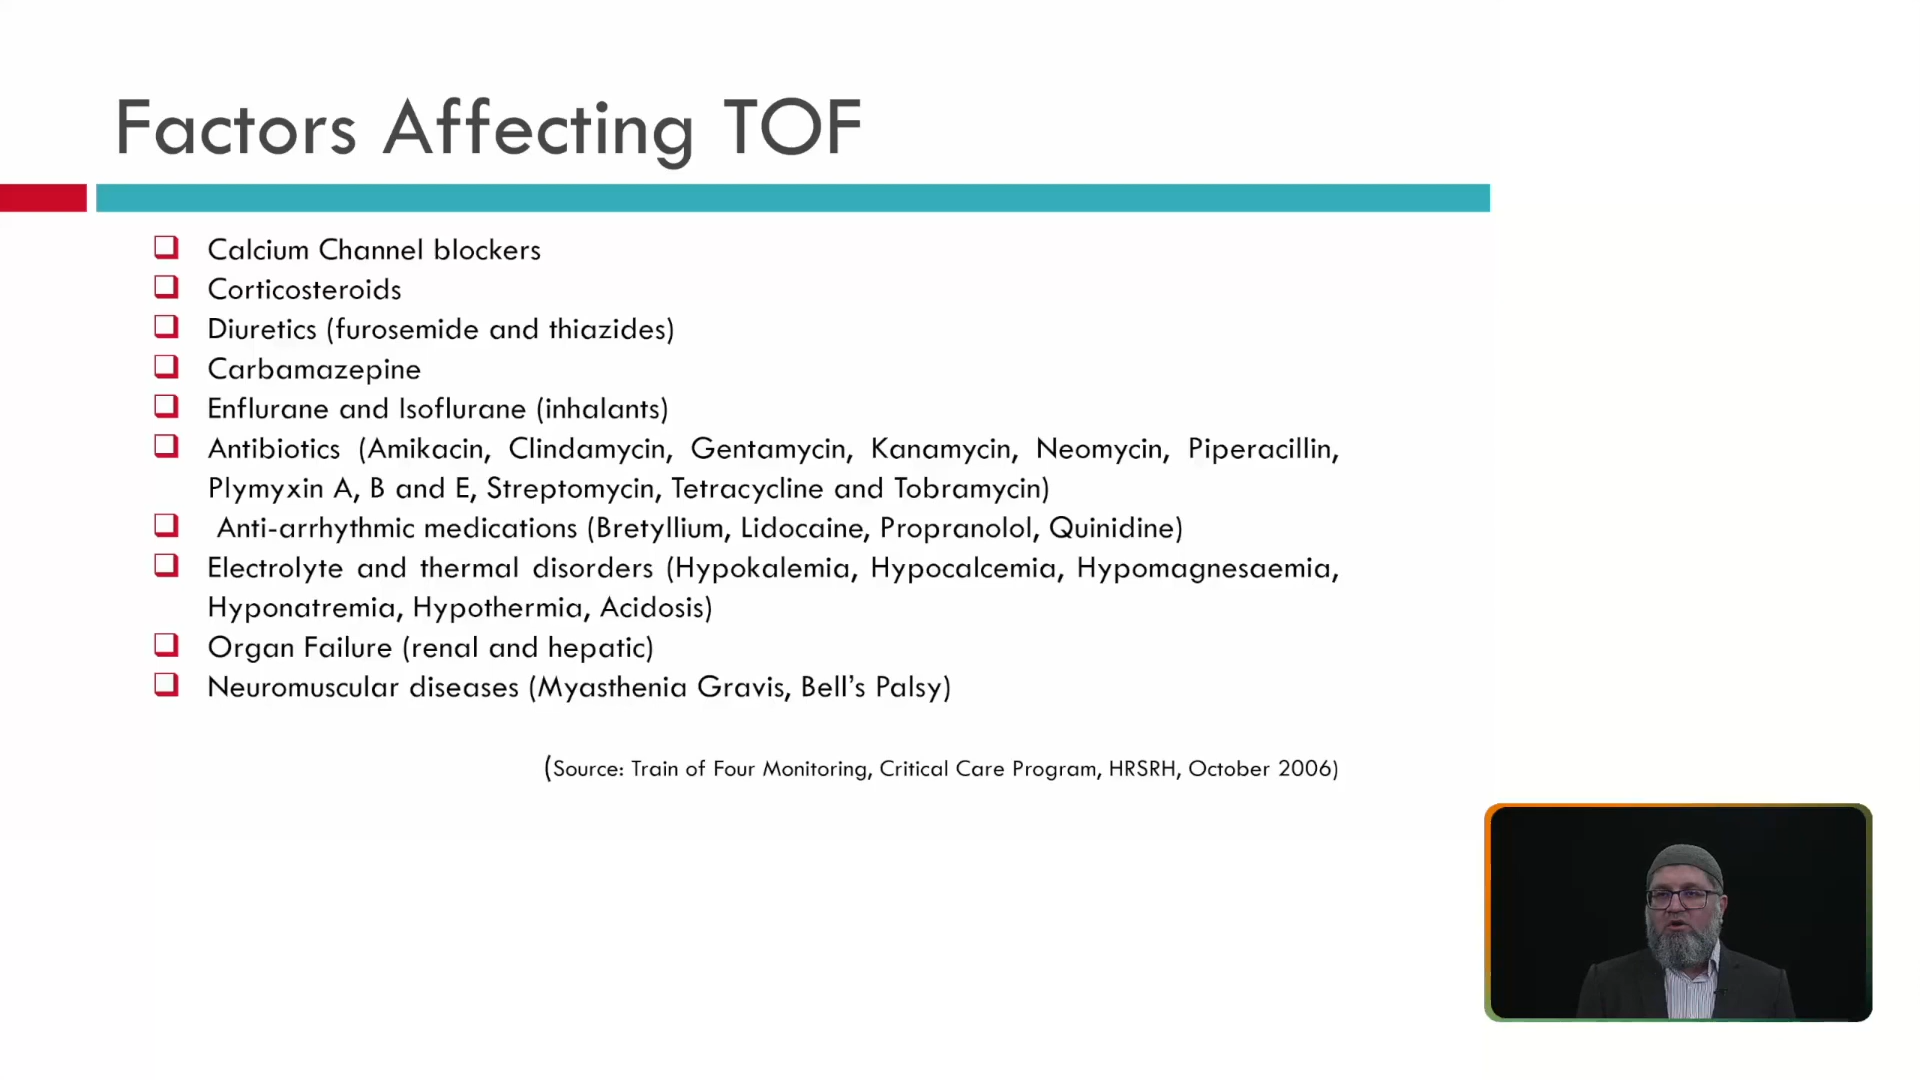 Factors Affecting TOF
Calcium Channel blockers
Corticosteroids
Diuretics (furosemide and thiazides)
Carbamazepine
Enflurane and Isoflurane (inhalants)
Antibiotics (Amikacin, Clindamycin, Gentamycin, Kanamycin, Neomycin, Piperacillin,
Plymyxin A, B and E, Streptomycin, Tetracycline and Tobramycin)
Anti-arrhythmic medications (Bretyllium, Lidocaine, Propranolol, Quinidine)
Electrolyte and thermal disorders (Hypokalemia, Hypocalcemia, Hypomagnesaemia,
Hyponatremia, Hypothermia, Acidosis)
Organ Failure (renal and hepatic)
Neuromuscular diseases (Myasthenia Gravis, Bell’s Palsy)
(Source: Train of Four Monitoring, Critical Care Program, HRSRH, October 2006)